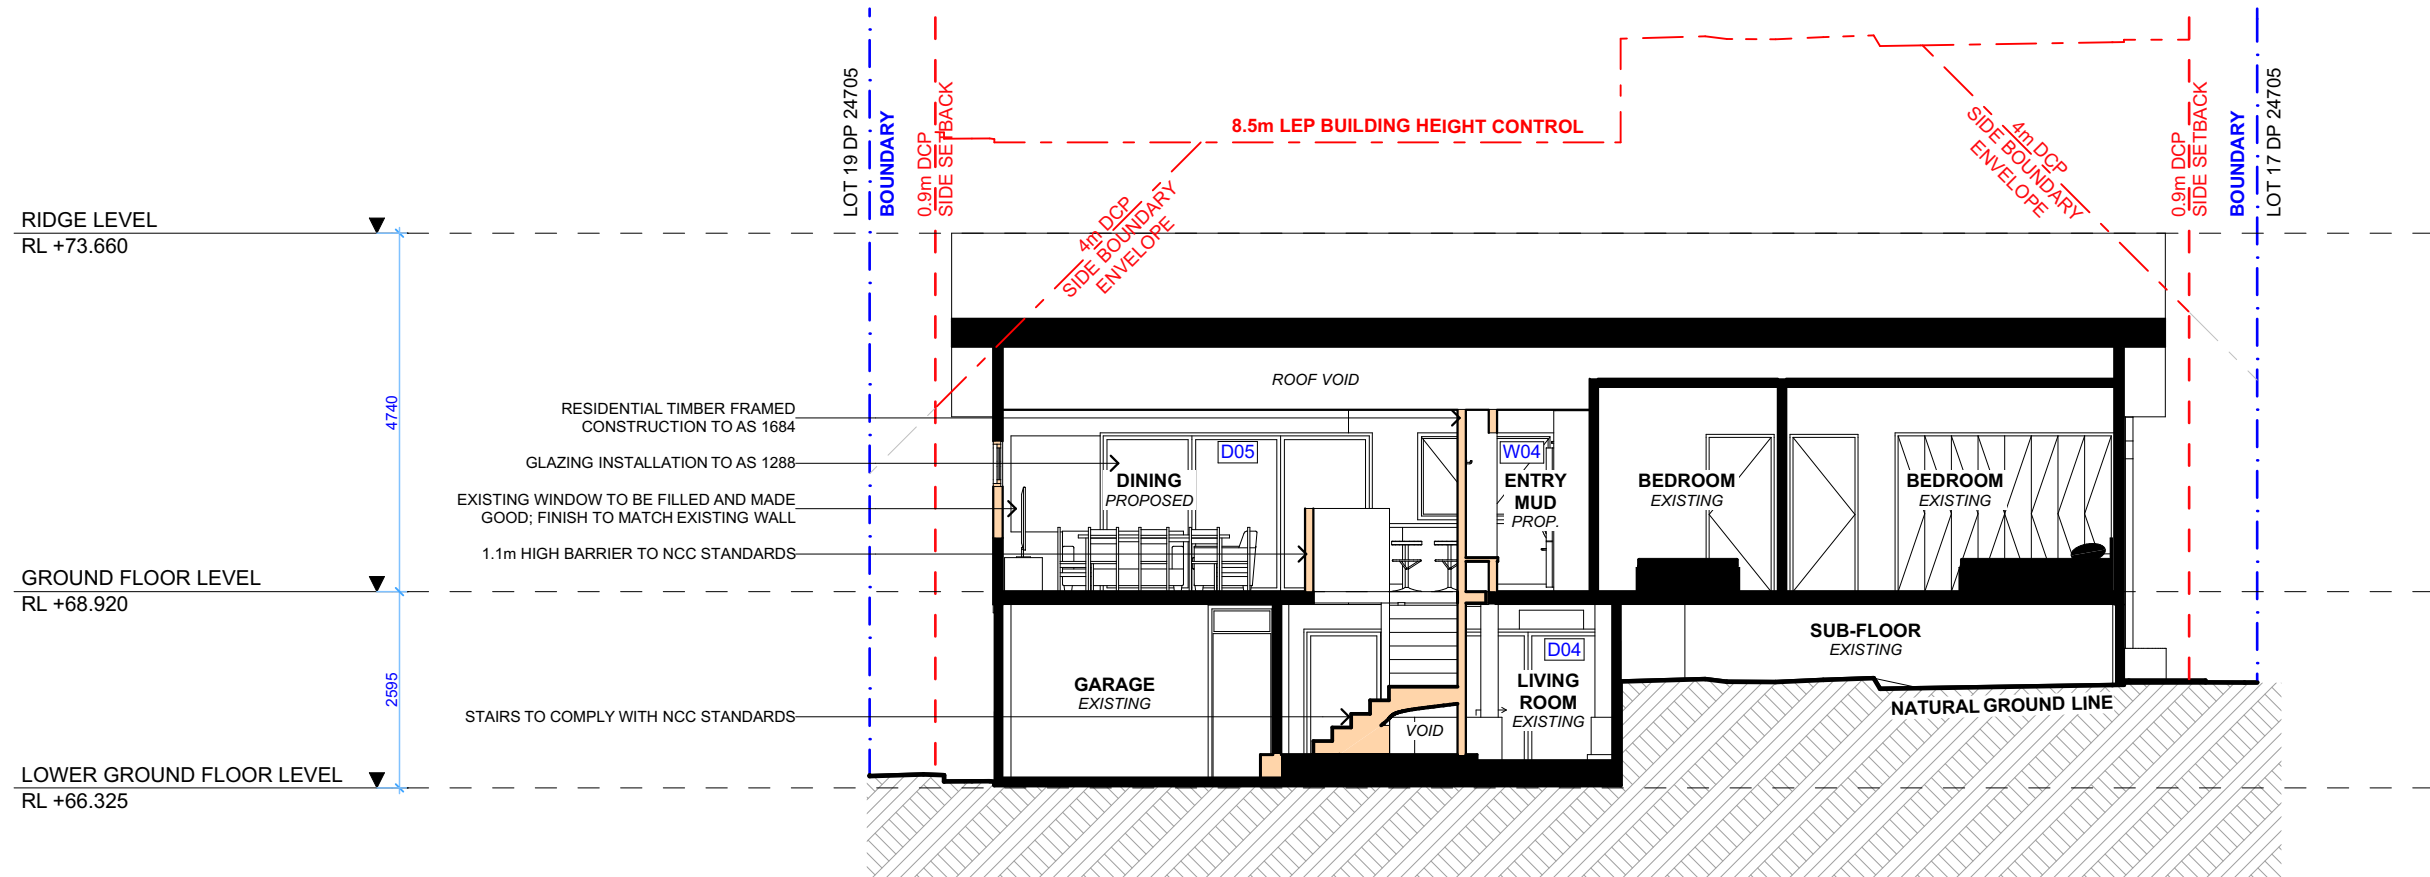 LOT 19 DP 24705
BOUNDARY
0.9m DCP
SIDE SETBACK
8.5m LEP BUILDING HEIGHT CONTROL
4m DCP
SIDE BOUNDARY
ENVELOPE
4m DCP
SIDE BOUNDARY
ENVELOPE
0.9m DCP
SIDE SETBACK
BOUNDARY
LOT 17 DP 24705
RIDGE LEVEL
RL +73.660
4740
ROOF VOID
RESIDENTIAL TIMBER FRAMED
CONSTRUCTION TO AS 1684
GLAZING INSTALLATION TO AS 1288
EXISTING WINDOW TO BE FILLED AND MADE
GOOD; FINISH TO MATCH EXISTING WALL
1.1m HIGH BARRIER TO NCC STANDARDS
D05
DINING
PROPOSED
W04
ENTRY
MUD
PROP.
BEDROOM
EXISTING
BEDROOM
EXISTING
GROUND FLOOR LEVEL
RL +68.920
2595
SUB-FLOOR
EXISTING
D04
GARAGE
EXISTING
LIVING
ROOM
EXISTING
STAIRS TO COMPLY WITH NCC STANDARDS
VOID
NATURAL GROUND LINE
LOWER GROUND FLOOR LEVEL
RL +66.325